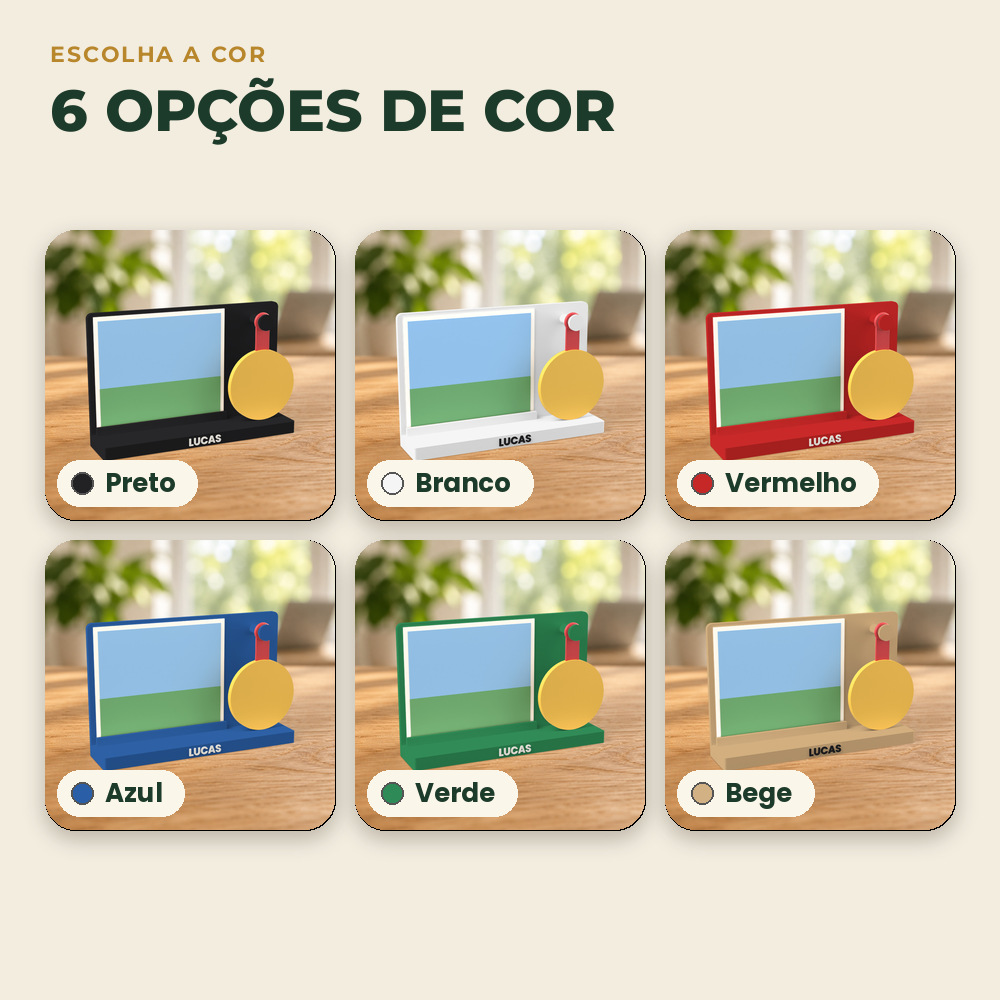 ESCOLHA A COR
6 OPÇÕES DE COR
LUCAS
LUCAS
LUCAS
Preto
Branco
Vermelho
LUCAS
LUCAS
LUCAS
Azul
Verde
Bege